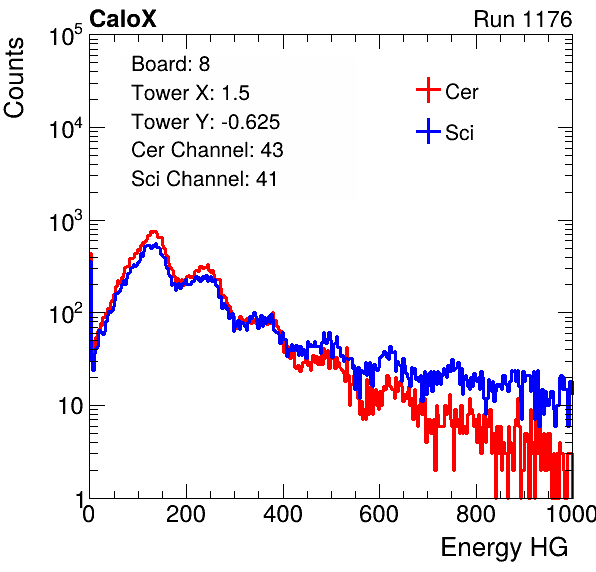 CaloX Run 1176
Counts
10^5
10^4
10^3
10^2
10
1
Board: 8
Tower X: 1.5
Tower Y: -0.625
Cer Channel: 43
Sci Channel: 41
Cer
Sci
0 200 400 600 800 1000
Energy HG